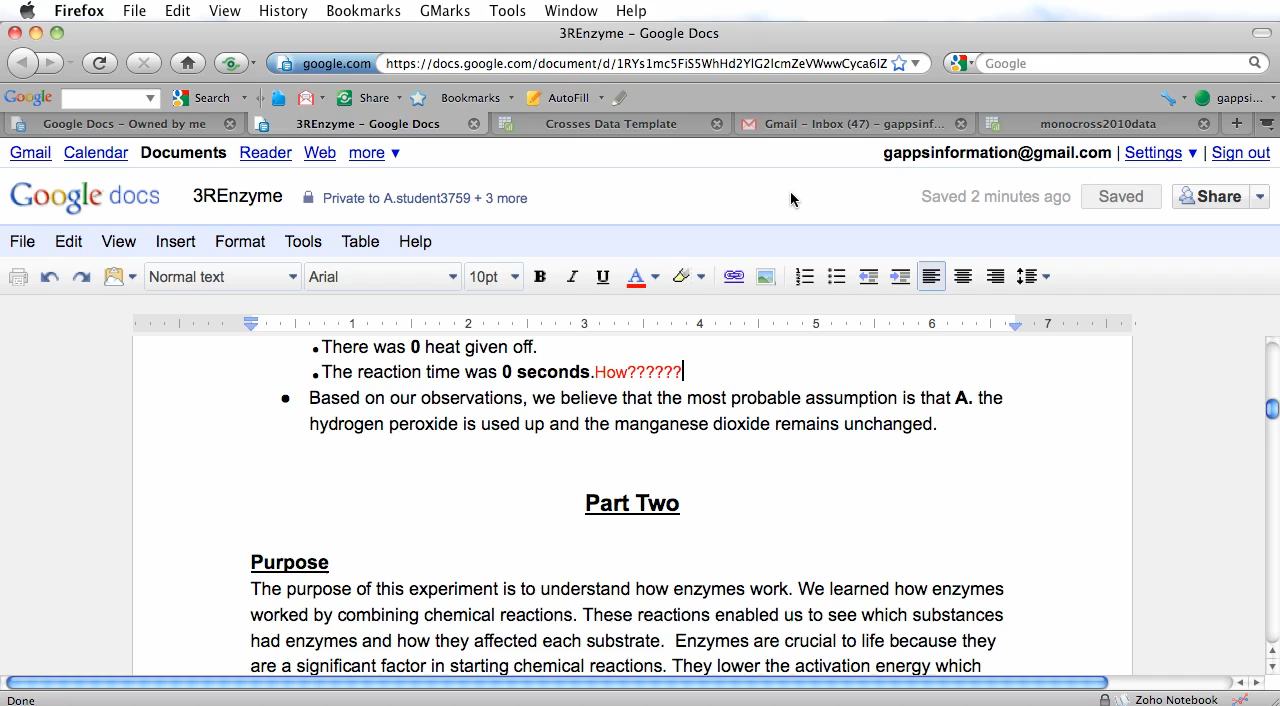 Firefox File Edit View History Bookmarks GMarks Tools Window Help
3REnzyme – Google Docs
google.com https://docs.google.com/document/d/1RYs1mc5FiS5WhHd2YlG2IcmZeVWwwCyca6lZ Google
Google Search Share Bookmarks AutoFill gappsi...
Google Docs – Owned by me 3REnzyme – Google Docs Crosses Data Template Gmail – Inbox (47) – gappsinf... monocross2010data
Gmail Calendar Documents Reader Web more ▼ gappsinformation@gmail.com | Settings ▼ | Sign out
Google docs 3REnzyme Private to A.student3759 + 3 more Saved 2 minutes ago Saved Share
File Edit View Insert Format Tools Table Help
Normal text Arial 10pt B I U A
1 2 3 4 5 6 7
• There was 0 heat given off.
• The reaction time was 0 seconds.How??????
● Based on our observations, we believe that the most probable assumption is that A. the
hydrogen peroxide is used up and the manganese dioxide remains unchanged.
Part Two
Purpose
The purpose of this experiment is to understand how enzymes work. We learned how enzymes
worked by combining chemical reactions. These reactions enabled us to see which substances
had enzymes and how they affected each substrate.  Enzymes are crucial to life because they
are a significant factor in starting chemical reactions. They lower the activation energy which
Done Zoho Notebook